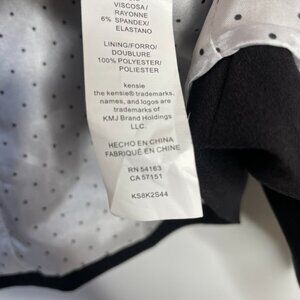 VISCOSA/
RAYONNE
6% SPANDEX/
ELASTANO
LINING/FORRO/
DOUBLURE
100% POLYESTER/
POLIÉSTER
kensie
the kensie® trademarks,
names, and logos are
trademarks of
KMJ Brand Holdings
LLC.
HECHO EN CHINA
FABRIQUÉ EN CHINE
RN 54163
CA 57151
KS8K2S44